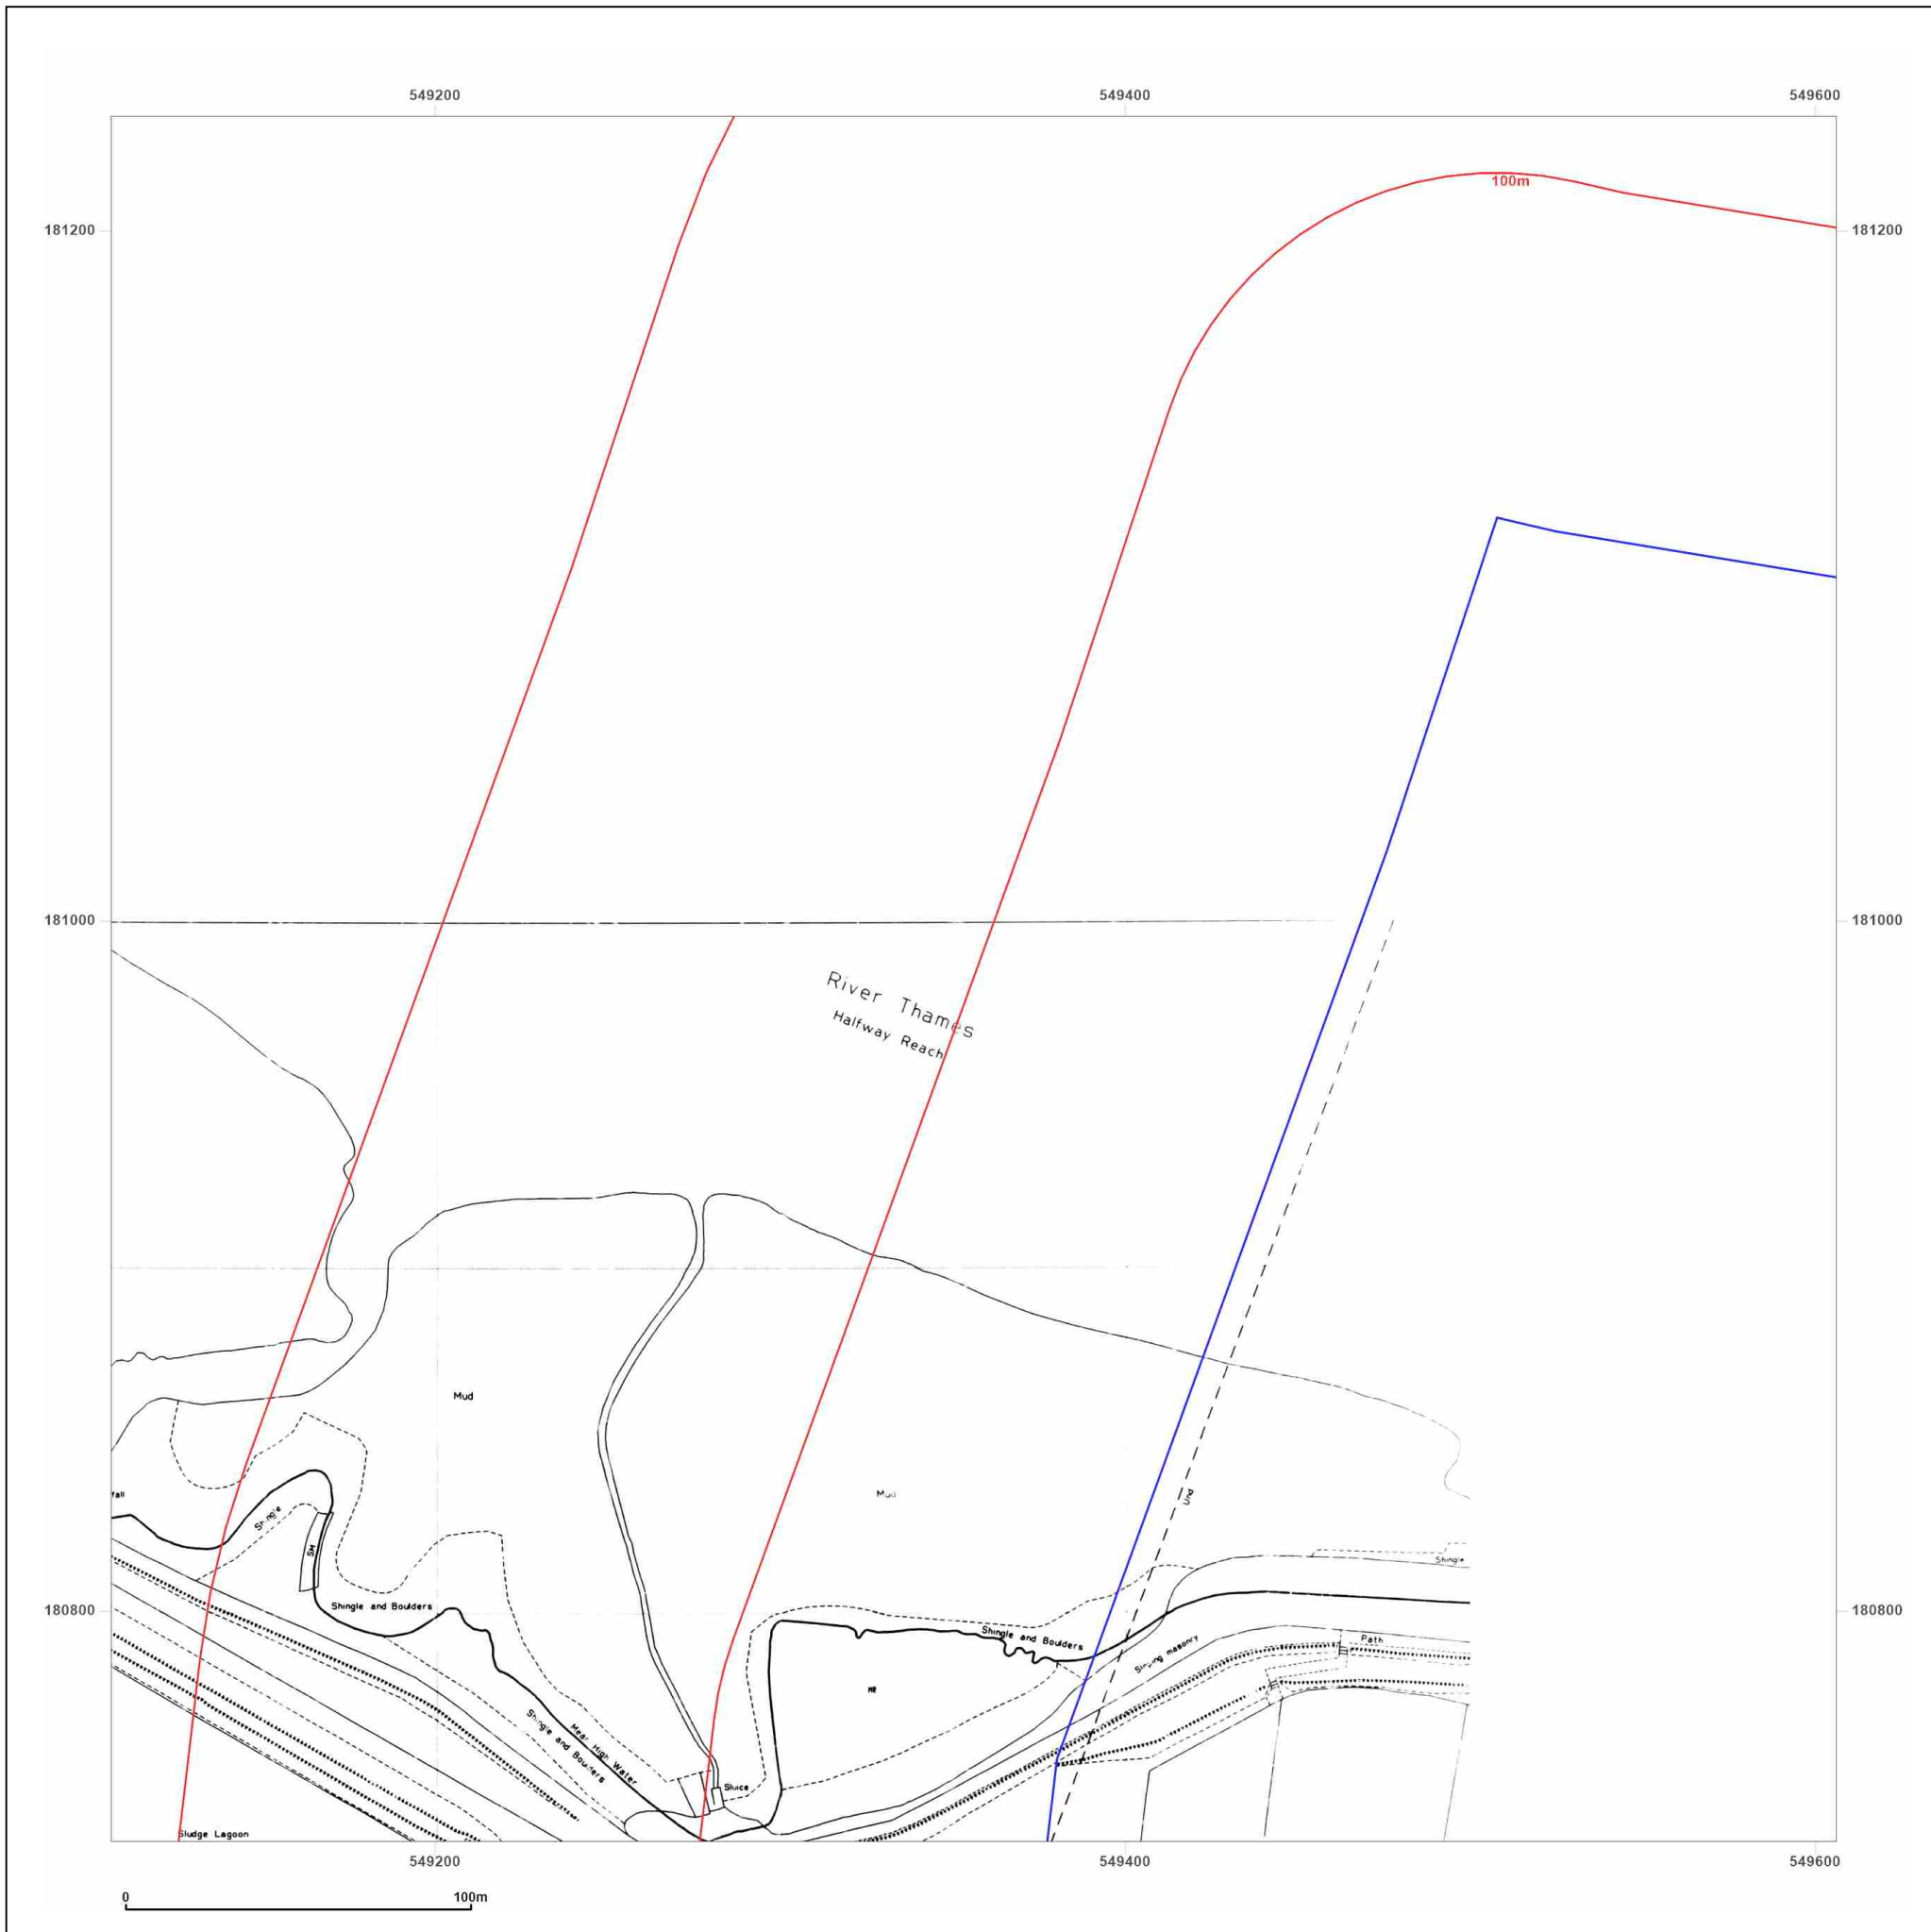 549200
549400
549600
100m
181200
181200
181000
181000
River Thames
Halfway Reach
Mud
Mud
Und
Shingle
SM
Shingle
Shingle and Boulders
180800
180800
Shingle and Boulders
Path
Sloping masonry
MP
Mean High Water
Shingle and Boulders
Sluice
Sludge Lagoon
549200
549400
549600
0
100m